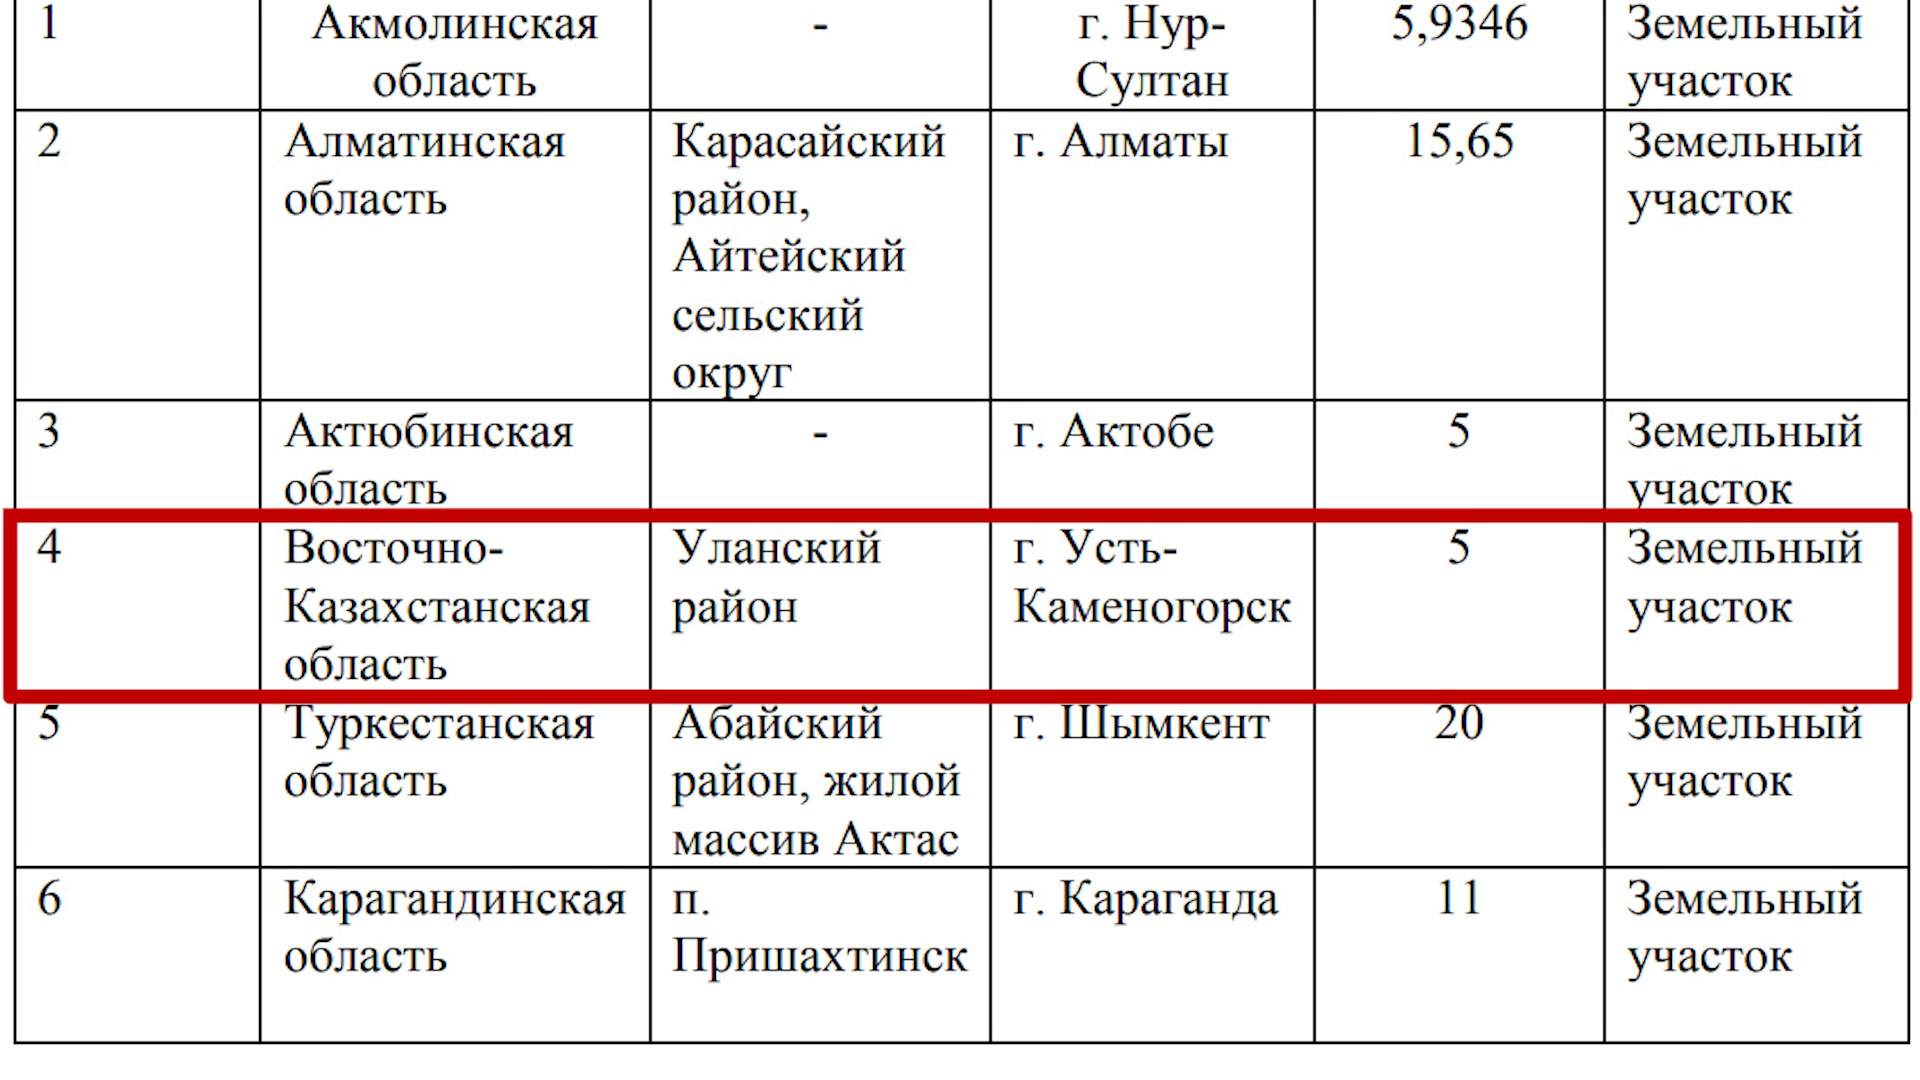 1 Акмолинская - г. Нур- 5,9346 Земельный
область Султан участок
2 Алматинская Карасайский г. Алматы 15,65 Земельный
область район, участок
Айтейский
сельский
округ
3 Актюбинская - г. Актобе 5 Земельный
область участок
4 Восточно- Уланский г. Усть- 5 Земельный
Казахстанская район Каменогорск участок
область
5 Туркестанская Абайский г. Шымкент 20 Земельный
область район, жилой участок
массив Актас
6 Карагандинская п. г. Караганда 11 Земельный
область Пришахтинск участок